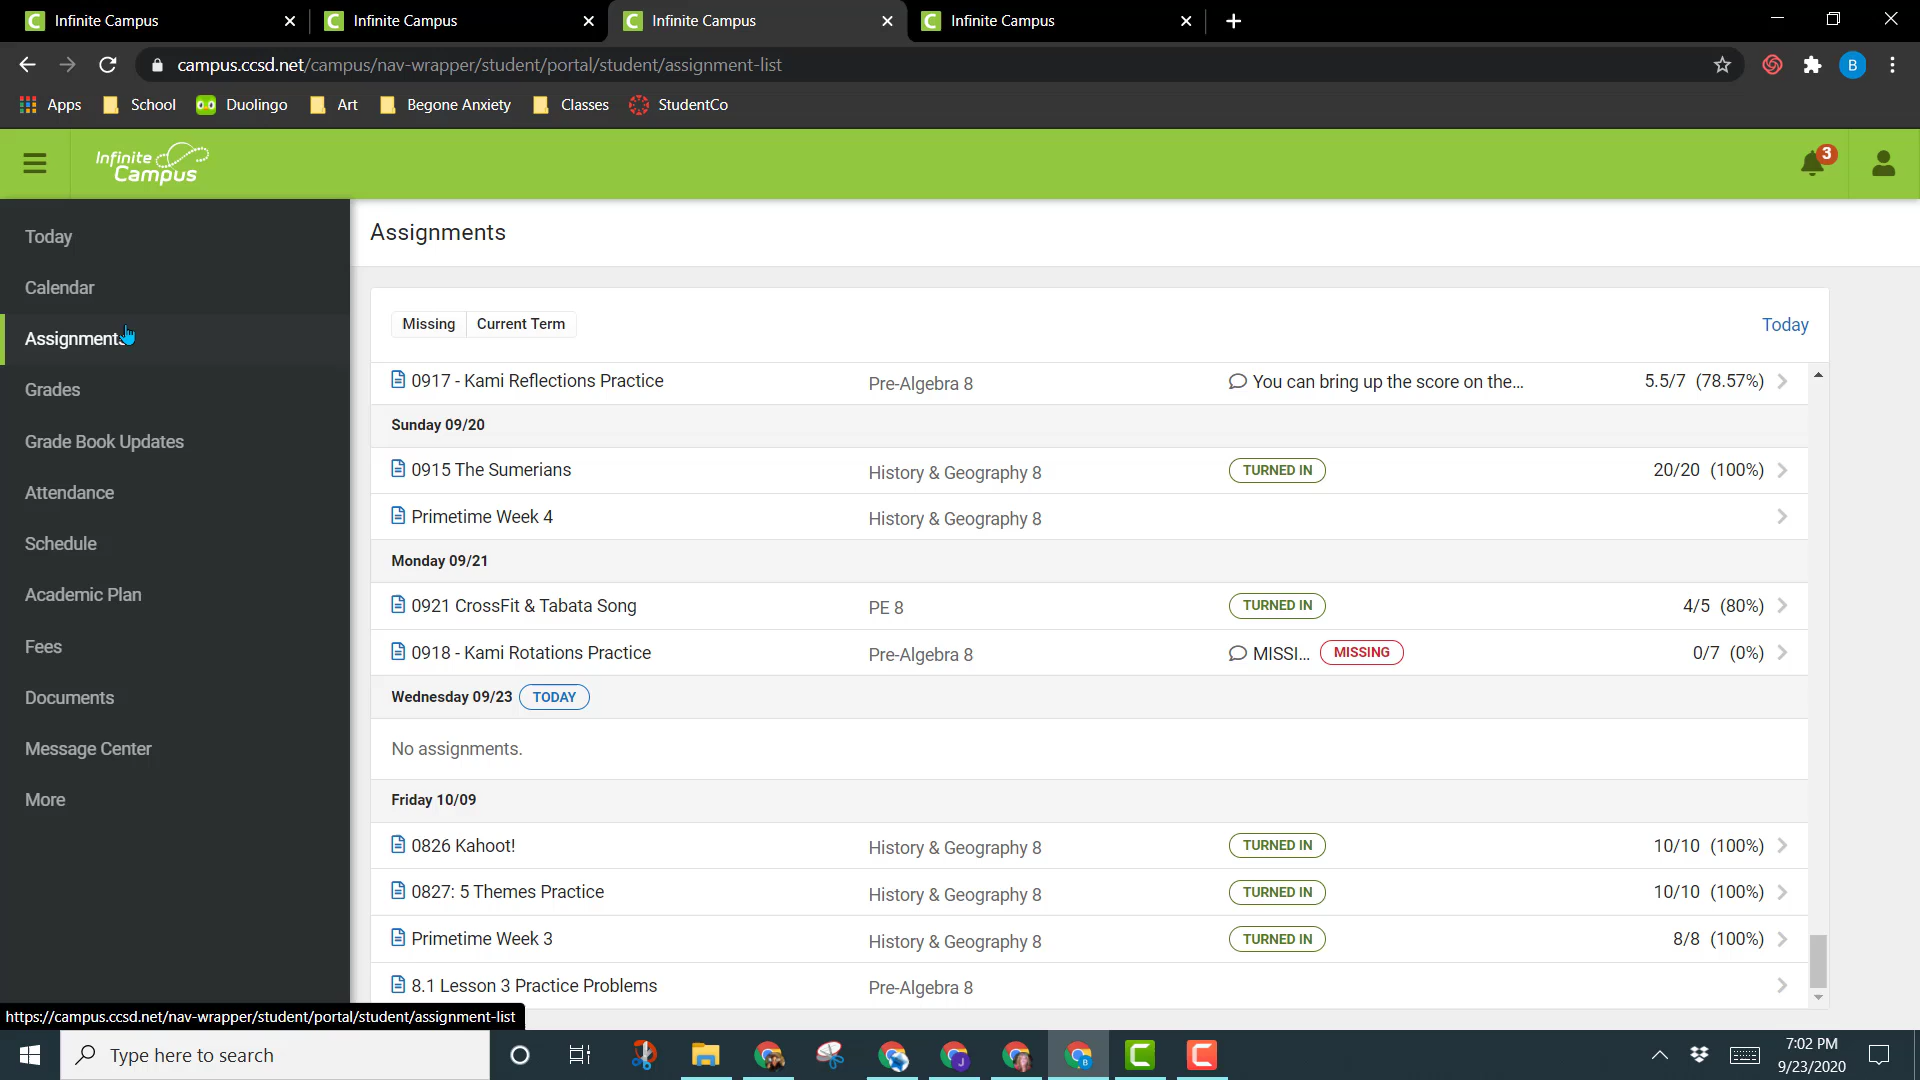 Infinite Campus
Infinite Campus
Infinite Campus
Infinite Campus
campus.ccsd.net/campus/nav-wrapper/student/portal/student/assignment-list
B
Apps School Duolingo Art Begone Anxiety Classes StudentCo
Infinite Campus
3
Today
Calendar
Assignments
Grades
Grade Book Updates
Attendance
Schedule
Academic Plan
Fees
Documents
Message Center
More
Assignments
Missing Current Term Today
0917 - Kami Reflections Practice Pre-Algebra 8 You can bring up the score on the... 5.5/7 (78.57%)
Sunday 09/20
0915 The Sumerians History & Geography 8 TURNED IN 20/20 (100%)
Primetime Week 4 History & Geography 8
Monday 09/21
0921 CrossFit & Tabata Song PE 8 TURNED IN 4/5 (80%)
0918 - Kami Rotations Practice Pre-Algebra 8 MISSI... MISSING 0/7 (0%)
Wednesday 09/23 TODAY
No assignments.
Friday 10/09
0826 Kahoot! History & Geography 8 TURNED IN 10/10 (100%)
0827: 5 Themes Practice History & Geography 8 TURNED IN 10/10 (100%)
Primetime Week 3 History & Geography 8 TURNED IN 8/8 (100%)
8.1 Lesson 3 Practice Problems Pre-Algebra 8
https://campus.ccsd.net/nav-wrapper/student/portal/student/assignment-list
Type here to search
7:02 PM
9/23/2020